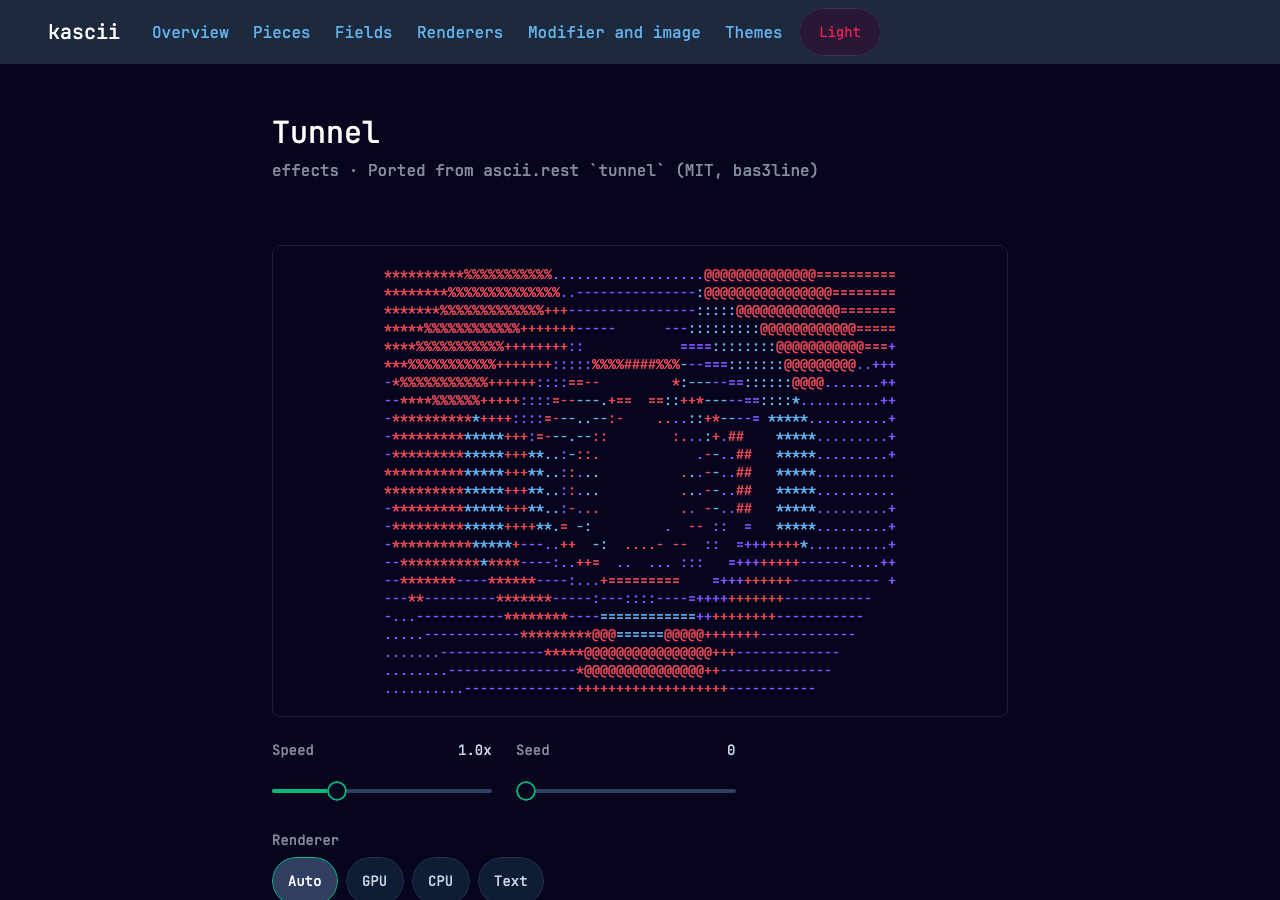 kascii Overview Pieces Fields Renderers Modifier and image Themes Light
Tunnel
effects · Ported from ascii.rest `tunnel` (MIT, bas3line)
Speed 1.0x Seed 0
Renderer
Auto GPU CPU Text